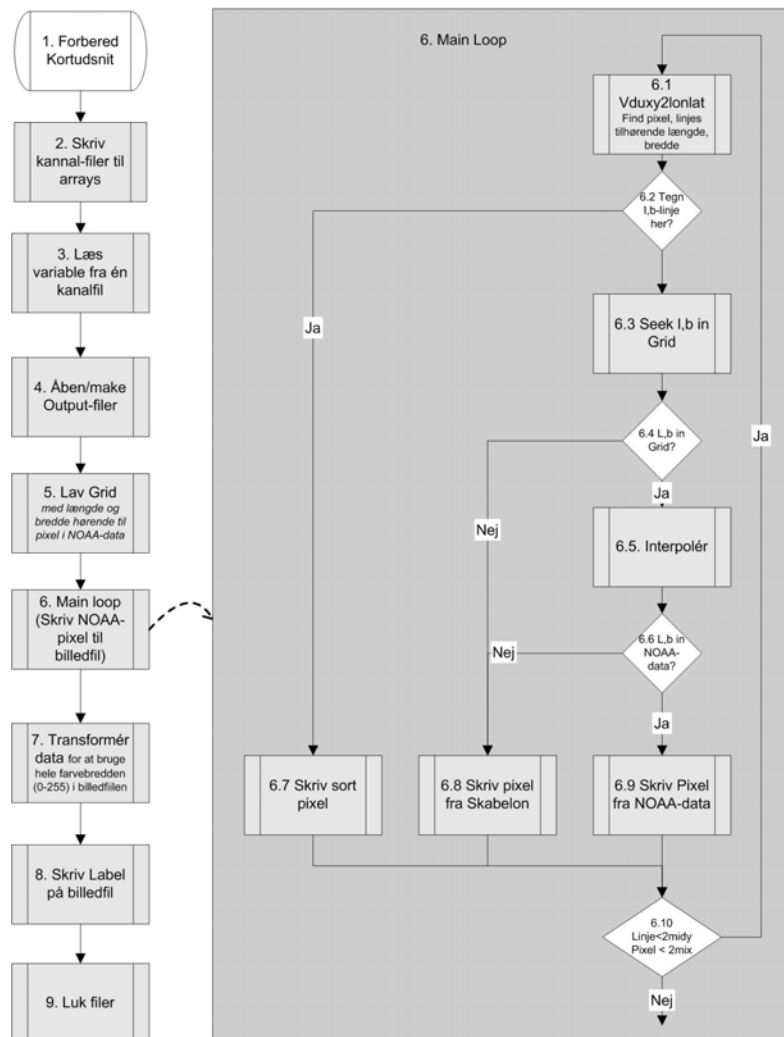 1. Forbered
Kortudsnit
2. Skriv
kannal-filer til
arrays
3. Læs
variable fra én
kanalfil
4. Åben/make
Output-filer
5. Lav Grid
med længde og
bredde hørende til
pixel i NOAA-data
6. Main loop
(Skriv NOAA-
pixel til
billedfil)
7. Transformér
data for at bruge
hele farvebredden
(0-255) i billedfiilen
8. Skriv Label
på billedfil
9. Luk filer
6. Main Loop
6.1
Vduxy2lonlat
Find pixel, linjes
tilhørende længde,
bredde
6.2 Tegn
l,b-linje
her?
Ja
6.3 Seek l,b in
Grid
6.4 L,b in
Grid?
Ja
Ja
Nej
6.5. Interpolér
6.6 L,b in
NOAA-
data?
Nej
Ja
6.7 Skriv sort
pixel
6.8 Skriv pixel
fra Skabelon
6.9 Skriv Pixel
fra NOAA-data
6.10
Linje<2midy
Pixel < 2mix
Nej